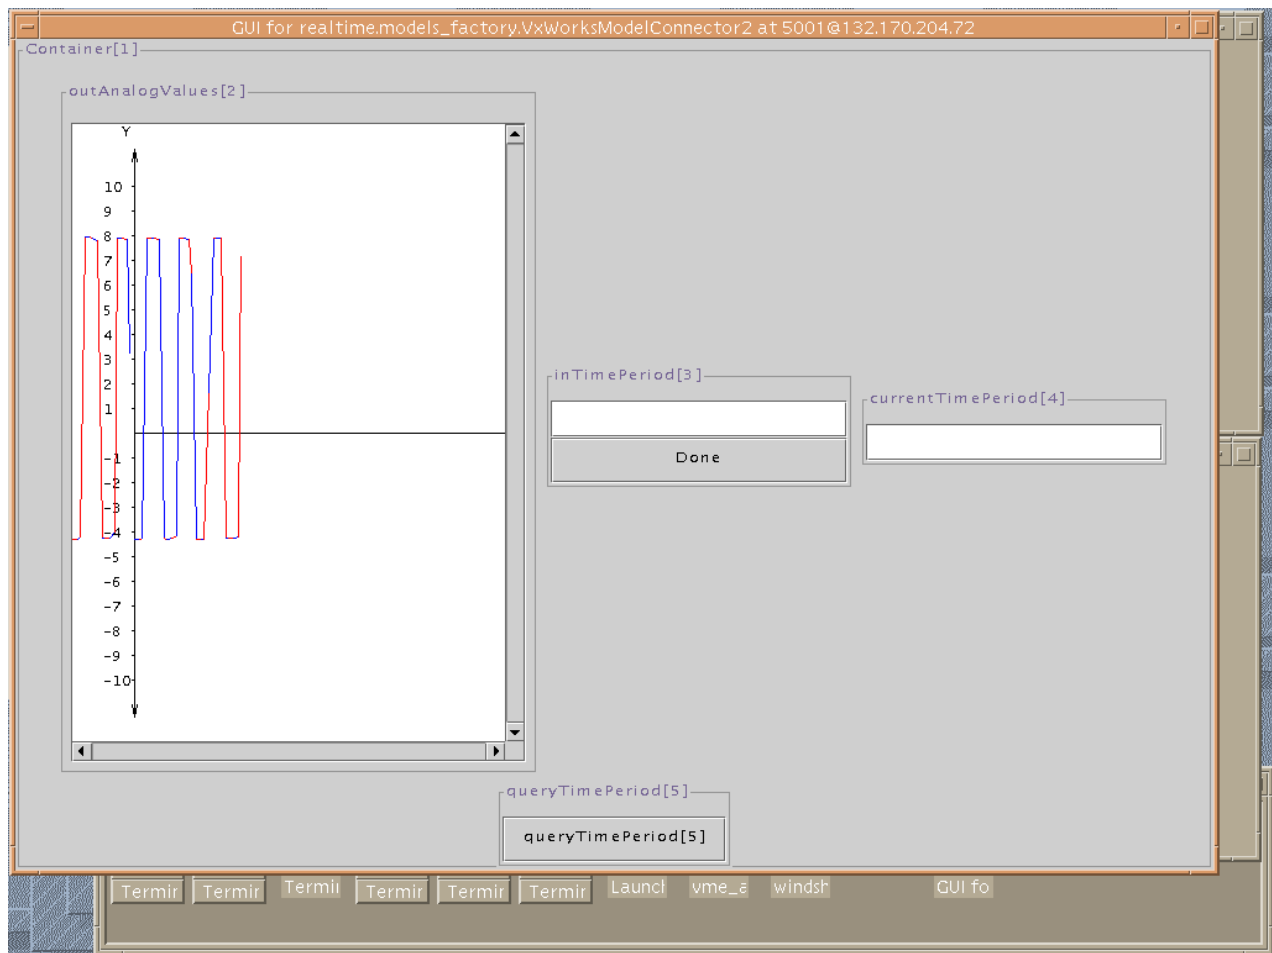 GUI for realtime.models_factory.VxWorksModelConnector2 at 5001@132.170.204.72
Container[1]
outAnalogValues[2]
Y
10
9
8
7
6
5
4
3
2
1
-1
-2
-3
-4
-5
-6
-7
-8
-9
-10
inTimePeriod[3]
Done
currentTimePeriod[4]
queryTimePeriod[5]
queryTimePeriod[5]
Termir Termir Termii Termir Termir Termir Launcl vme_a windsh GUI fo